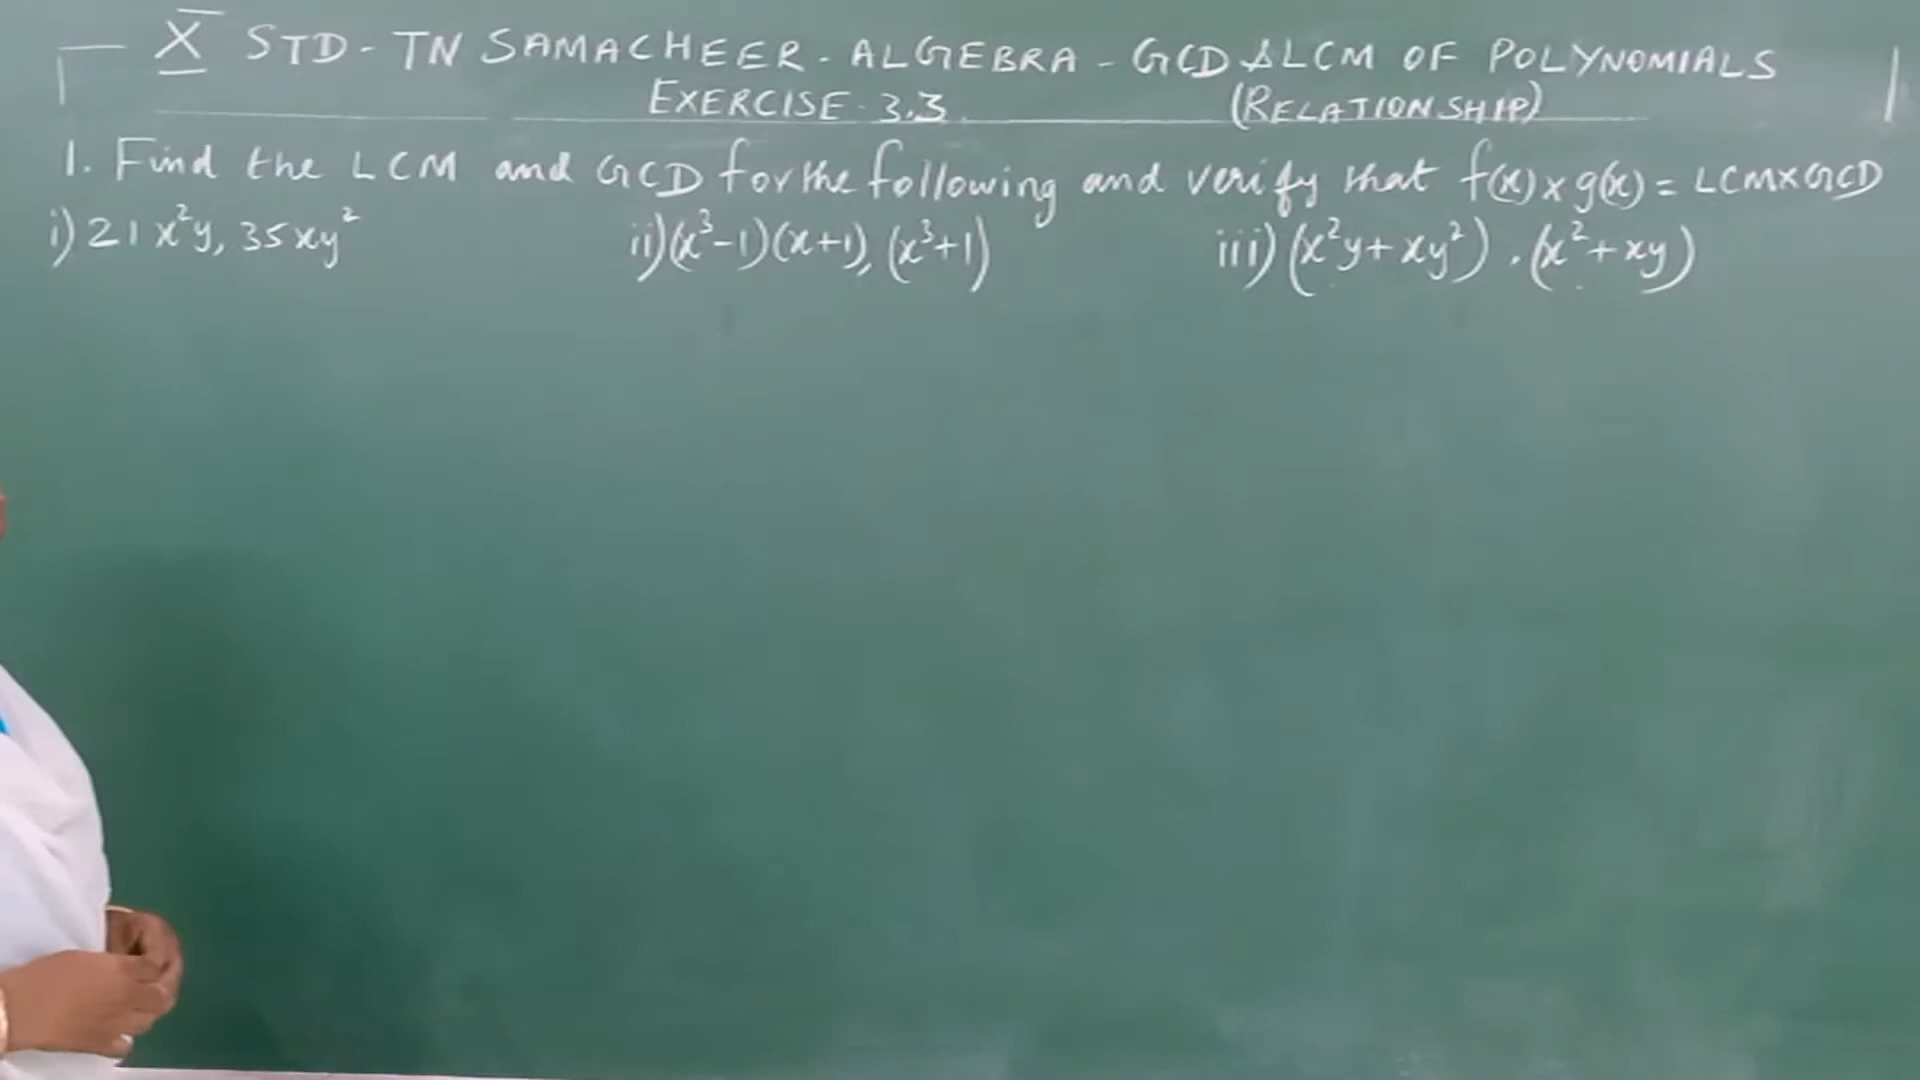 X STD - TN SAMACHEER - ALGEBRA - GCD & LCM OF POLYNOMIALS
EXERCISE - 3.3 (RELATIONSHIP)
1. Find the LCM and GCD for the following and verify that f(x) x g(x) = LCM x GCD
i) 21x²y, 35xy² ii) (x³-1)(x+1), (x³+1) iii) (x²y + xy²) . (x² + xy)